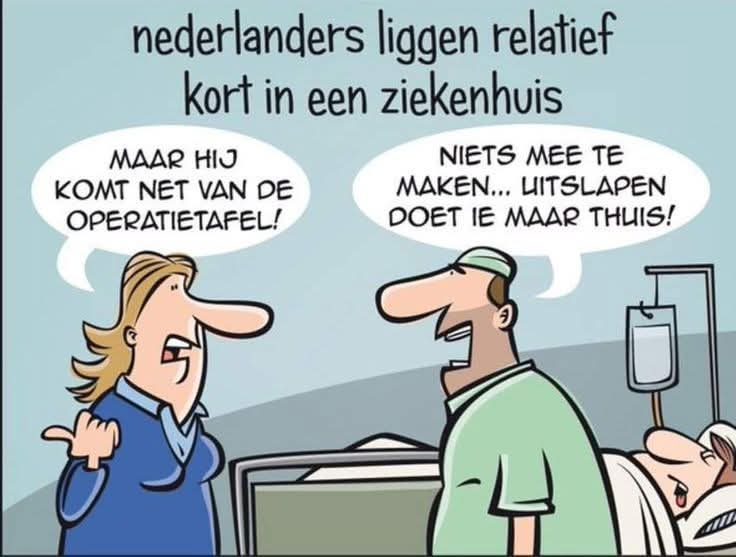 nederlanders liggen relatief
kort in een ziekenhuis
MAAR HIJ
KOMT NET VAN DE
OPERATIETAFEL!
NIETS MEE TE
MAKEN... UITSLAPEN
DOET IE MAAR THUIS!